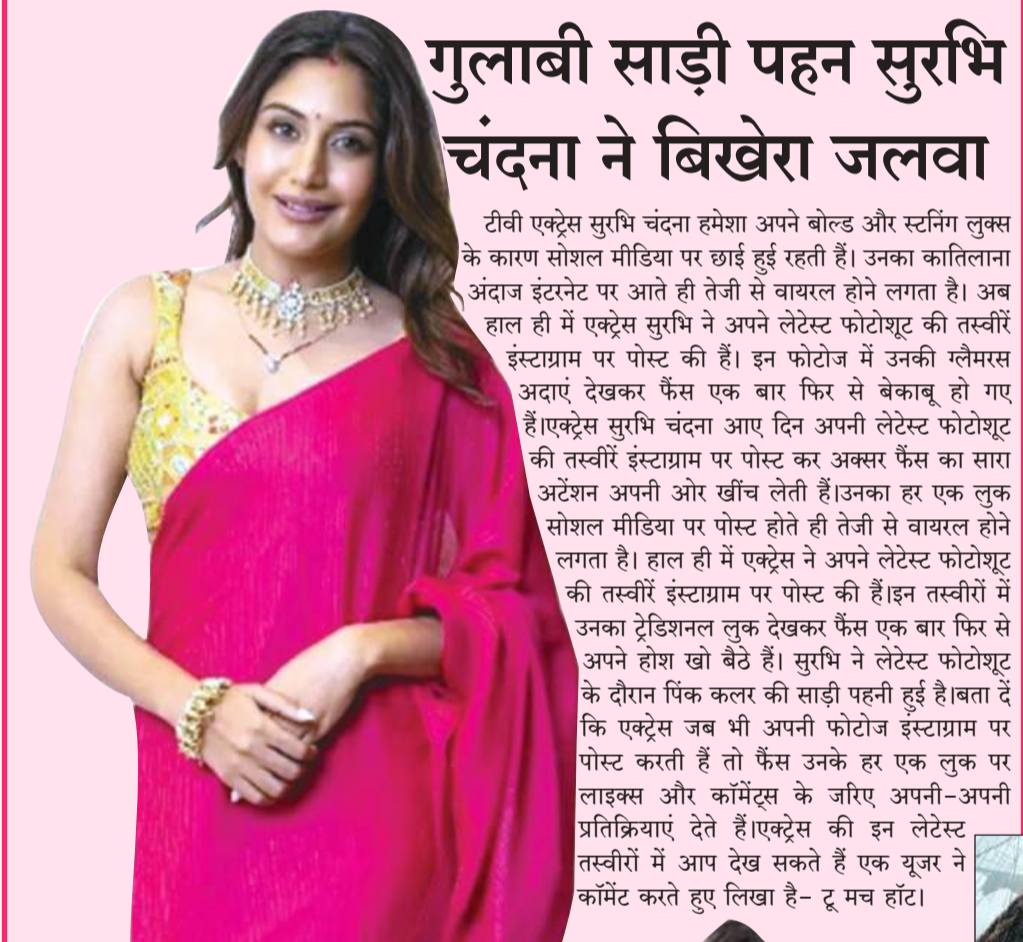 गुलाबी साड़ी पहन सुरभि
चंदना ने बिखेरा जलवा
टीवी एक्ट्रेस सुरभि चंदना हमेशा अपने बोल्ड और स्टनिंग लुक्स
के कारण सोशल मीडिया पर छाई हुई रहती हैं। उनका कातिलाना
अंदाज इंटरनेट पर आते ही तेजी से वायरल होने लगता है। अब
हाल ही में एक्ट्रेस सुरभि ने अपने लेटेस्ट फोटोशूट की तस्वीरें
इंस्टाग्राम पर पोस्ट की हैं। इन फोटोज में उनकी ग्लैमरस
अदाएं देखकर फैंस एक बार फिर से बेकाबू हो गए
हैं।एक्ट्रेस सुरभि चंदना आए दिन अपनी लेटेस्ट फोटोशूट
की तस्वीरें इंस्टाग्राम पर पोस्ट कर अक्सर फैंस का सारा
अटेंशन अपनी ओर खींच लेती हैं।उनका हर एक लुक
सोशल मीडिया पर पोस्ट होते ही तेजी से वायरल होने
लगता है। हाल ही में एक्ट्रेस ने अपने लेटेस्ट फोटोशूट
की तस्वीरें इंस्टाग्राम पर पोस्ट की हैं।इन तस्वीरों में
उनका ट्रेडिशनल लुक देखकर फैंस एक बार फिर से
अपने होश खो बैठे हैं। सुरभि ने लेटेस्ट फोटोशूट
के दौरान पिंक कलर की साड़ी पहनी हुई है।बता दें
कि एक्ट्रेस जब भी अपनी फोटोज इंस्टाग्राम पर
पोस्ट करती हैं तो फैंस उनके हर एक लुक पर
लाइक्स और कॉमेंट्स के जरिए अपनी-अपनी
प्रतिक्रियाएं देते हैं।एक्ट्रेस की इन लेटेस्ट
तस्वीरों में आप देख सकते हैं एक यूजर ने
कॉमेंट करते हुए लिखा है- टू मच हॉट।